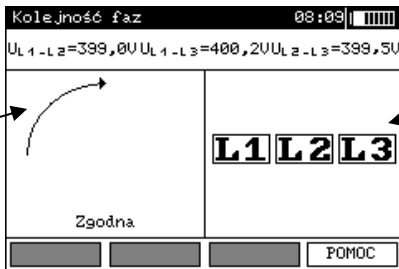 Kolejność faz 08:09
UL1-L2=399,0V UL1-L3=400,2V UL2-L3=399,5V
L1 L2 L3
Zgodna
POMOC